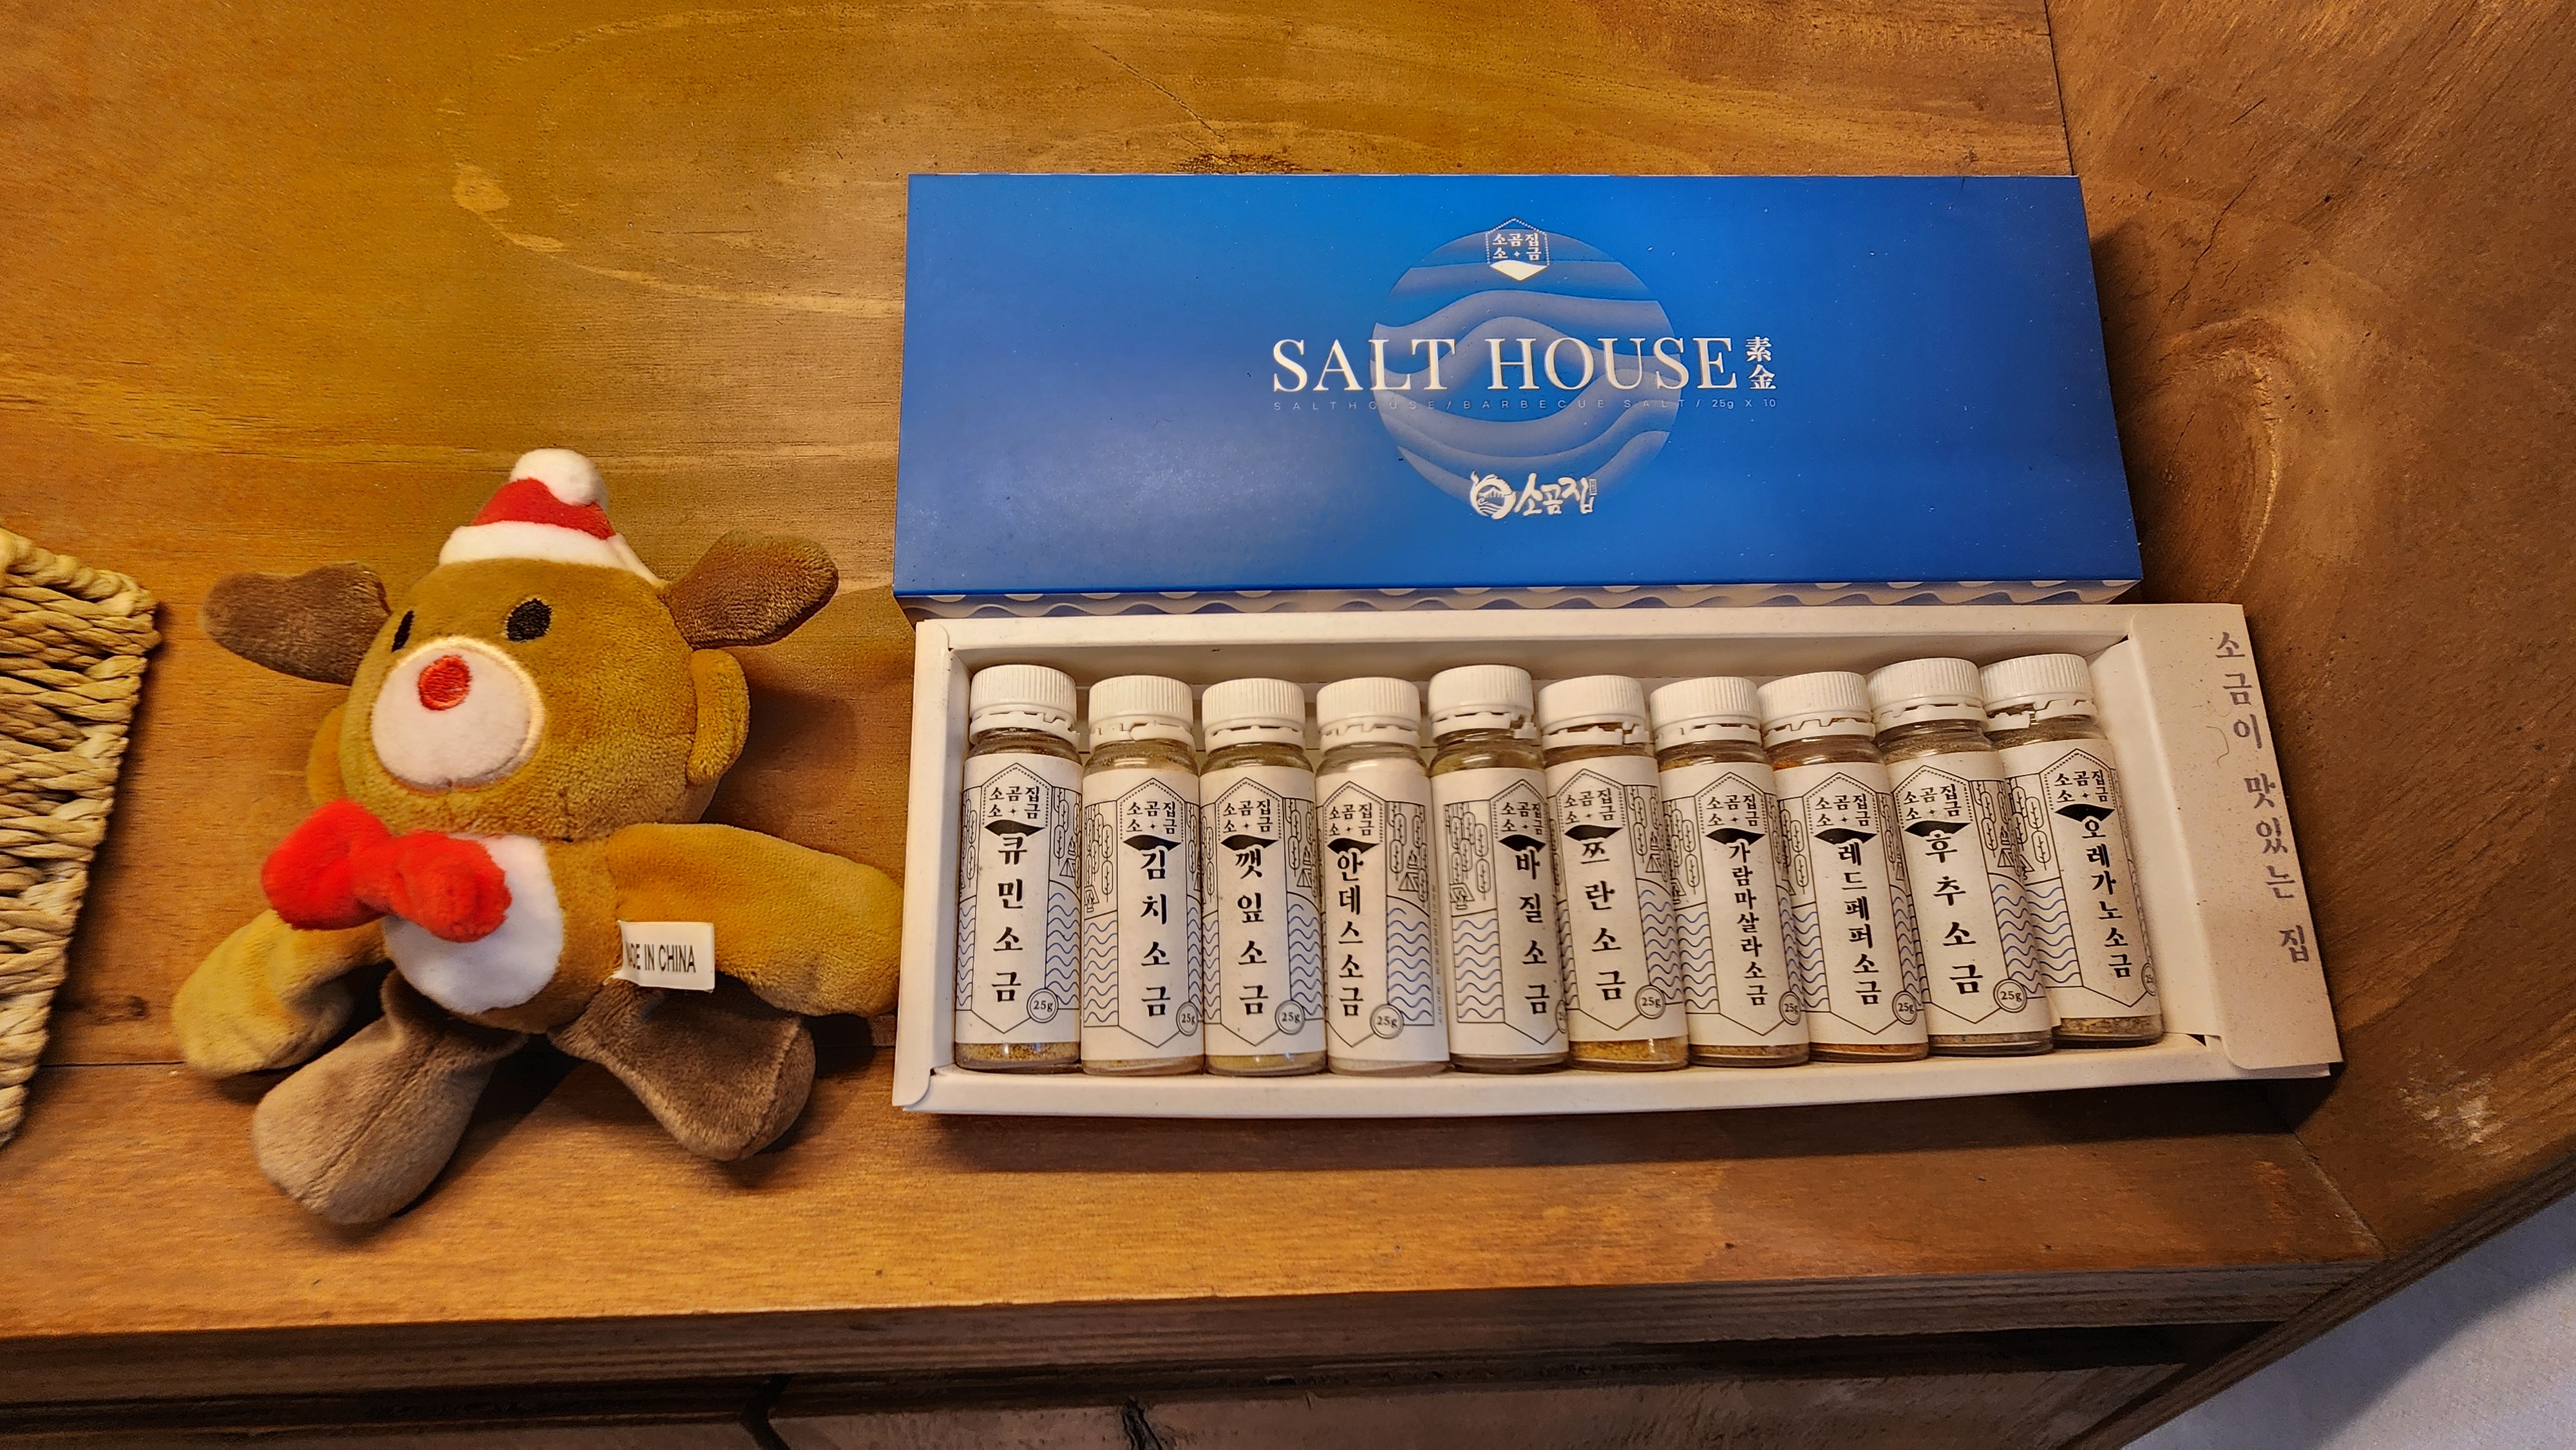 소곰집
소금
SALT HOUSE 素金
SALTHOUSE/BARBECUE SALT/ 25g X 10
소곰집
소금이 맛있는 집
소곰집
소금
큐민소금
25g
소곰집
소금
김치소금
25g
소곰집
소금
깻잎소금
25g
소곰집
소금
안데스소금
25g
소곰집
소금
바질소금
소곰집
소금
쯔란소금
25g
소곰집
소금
가람마살라소금
25g
소곰집
소금
레드페퍼소금
25g
소곰집
소금
후추소금
25g
소곰집
소금
오레가노소금
IN CHINA